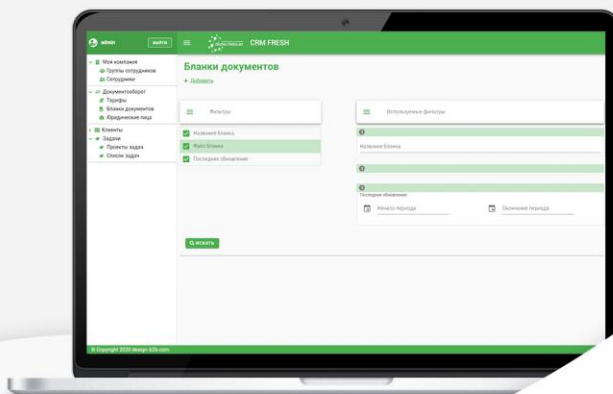 admin
ВЫЙТИ
CRM FRESH
Моя компания
Группы сотрудников
Сотрудники
Документооборот
Тарифы
Бланки документов
Юридические лица
Клиенты
Задачи
Проекты задач
Список задач
Бланки документов
+ Добавить
Фильтры
Название бланка
Файл бланка
Последнее обновление
ИСКАТЬ
Используемые фильтры
Название бланка
Последнее обновление
Начало периода
Окончание периода
© Copyright 2020 design-b2b.com